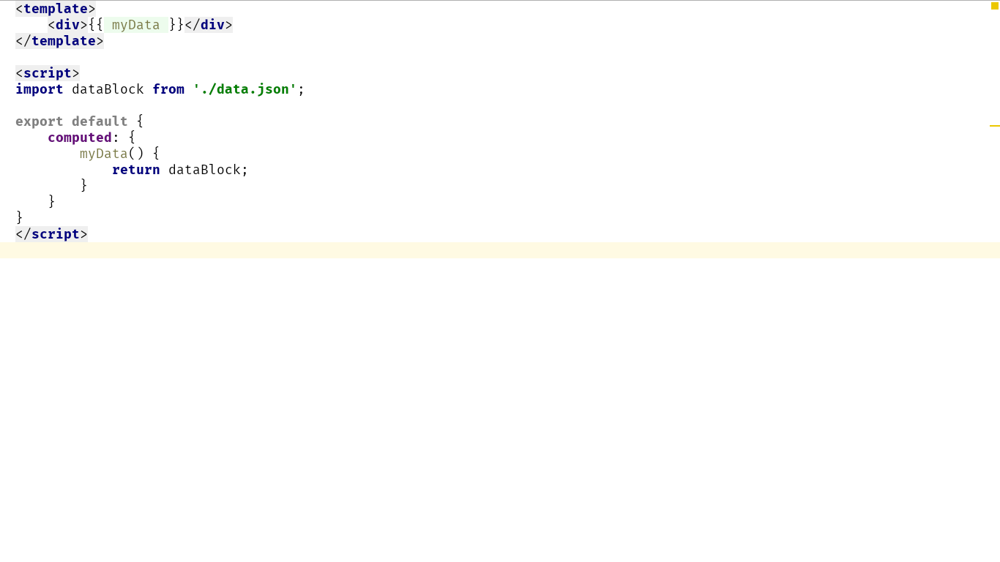 <template>
    <div>{{ myData }}</div>
</template>

<script>
import dataBlock from './data.json';

export default {
    computed: {
        myData() {
            return dataBlock;
        }
    }
}
</script>